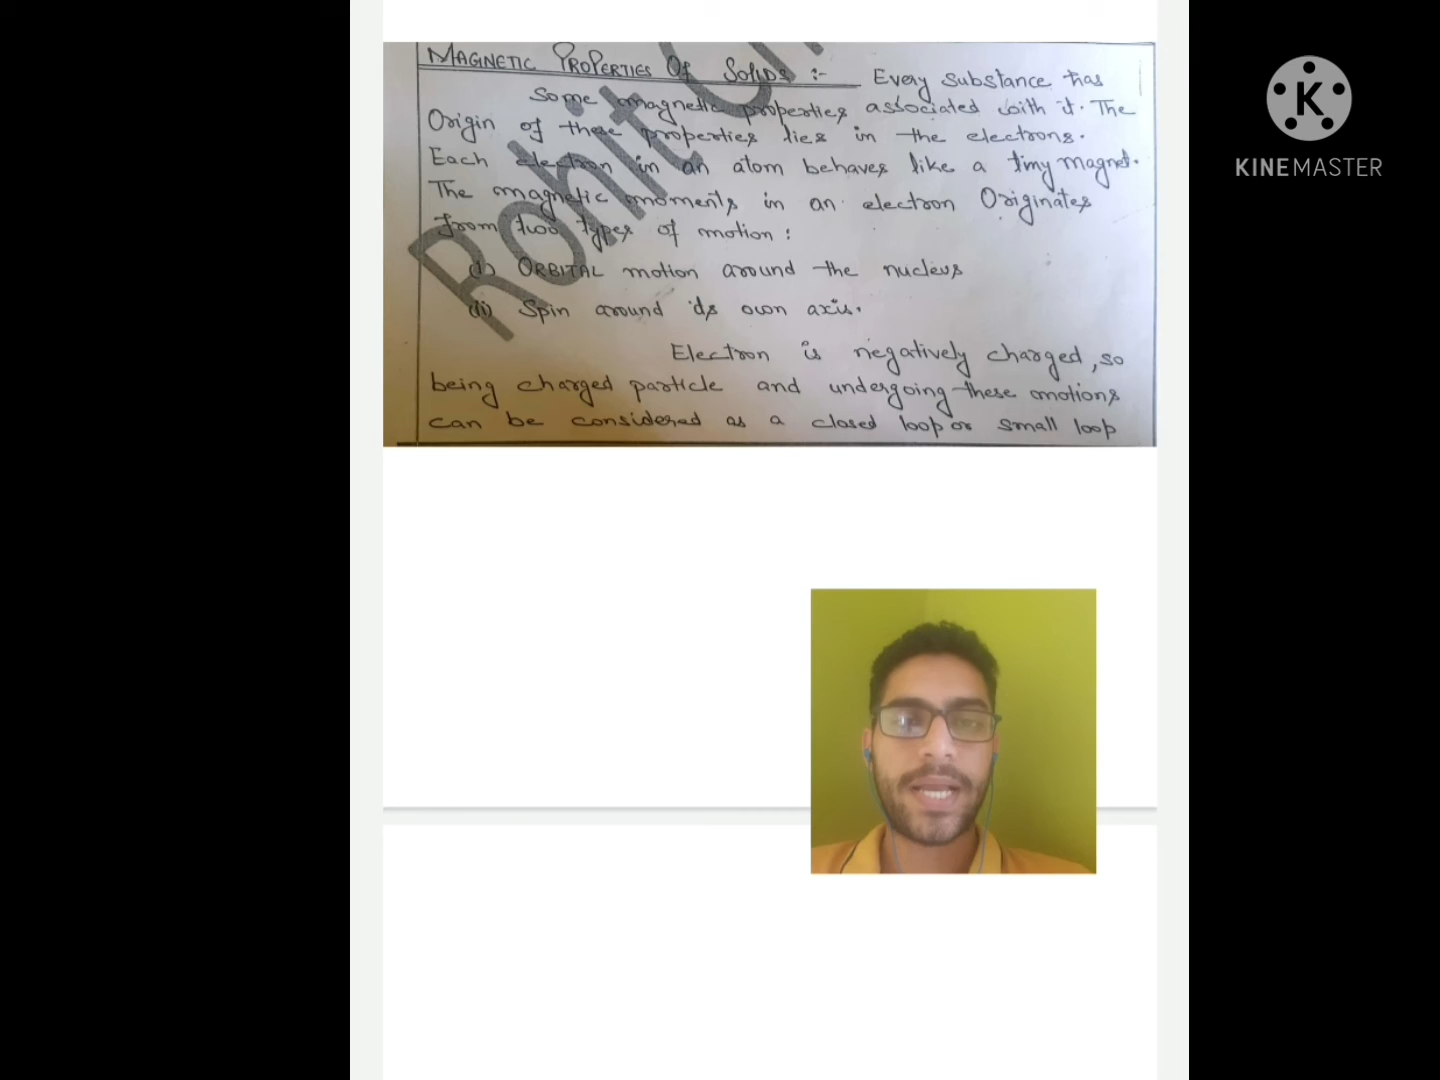 MAGNETIC PROPERTIES OF SOLIDS :- Every substance has
Some magnetic properties associated with it. The
Origin of these properties lies in the electrons.
Each electron in an atom behaves like a tiny magnet.
The magnetic moments in an electron Originates
from two types of motion :
(i) ORBITAL motion around the nucleus
(ii) Spin around its own axis.
Electron is negatively charged, so
being charged particle and undergoing these motions
can be considered as a closed loop or small loop
Ronit
K
KINEMASTER